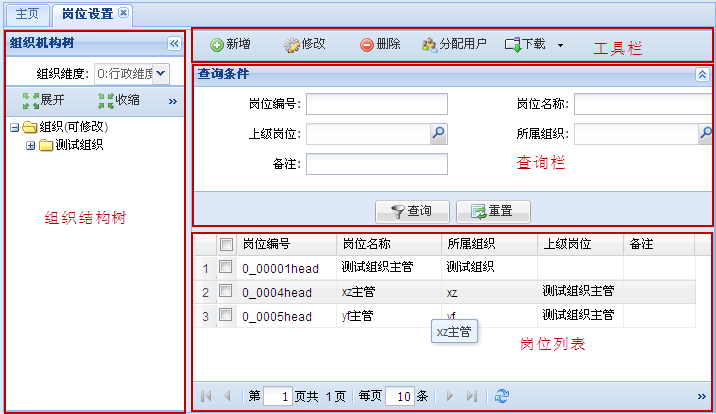 主页 岗位设置
组织机构树
组织维度: 0:行政维度
展开 收缩 »
组织(可修改)
测试组织
组织结构树
新增 修改 删除 分配用户 下载 工具栏
查询条件
岗位编号: 岗位名称:
上级岗位: 所属组织:
备注: 查询栏
查询 重置
岗位编号 岗位名称 所属组织 上级岗位 备注
1 0_00001head 测试组织主管 测试组织
2 0_0004head xz主管 xz 测试组织主管
3 0_0005head yf主管 yf 测试组织主管
xz主管
岗位列表
第 1 页共 1 页 每页 10 条 »